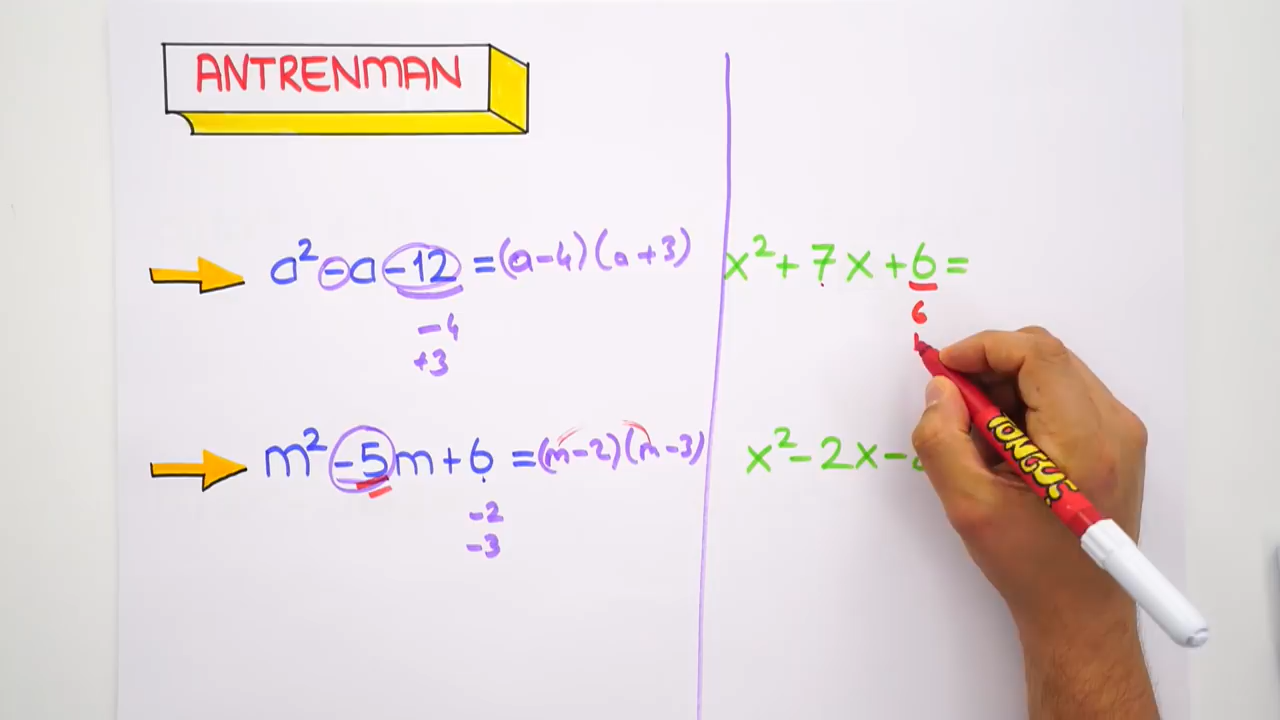 ANTRENMAN
a² - a - 12 = (a - 4)(a + 3)
-4
+3
m² - 5m + 6 = (m - 2)(m - 3)
-2
-3
x² + 7x + 6 =
6
x² - 2x -
TONGUÇ